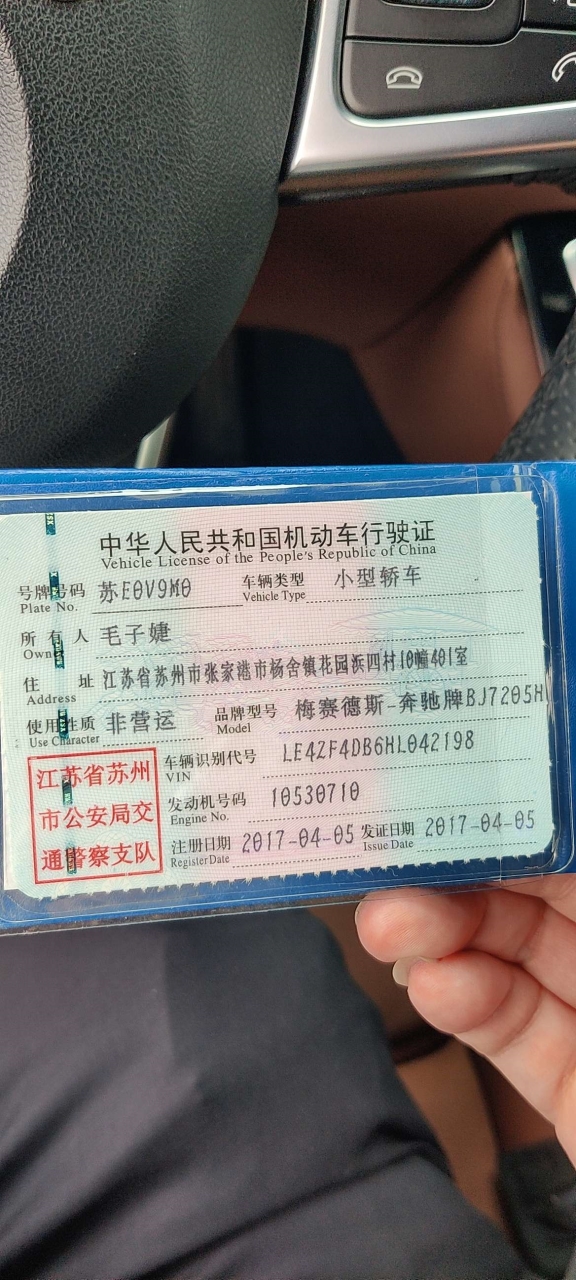 中华人民共和国机动车行驶证
Vehicle License of the People's Republic of China
号牌号码 苏E0V9M0 车辆类型 小型轿车
Plate No. Vehicle Type
所有人 毛子婕
Owner
住址 江苏省苏州市张家港市杨舍镇花园浜四村10幢401室
Address
使用性质 非营运 品牌型号 梅赛德斯-奔驰牌BJ7205H
Use Character Model
江苏省苏州
市公安局交
通警察支队
车辆识别代号 LE4ZF4DB6HL042198
VIN
发动机号码 10530710
Engine No.
注册日期 2017-04-05 发证日期 2017-04-05
Register Date Issue Date